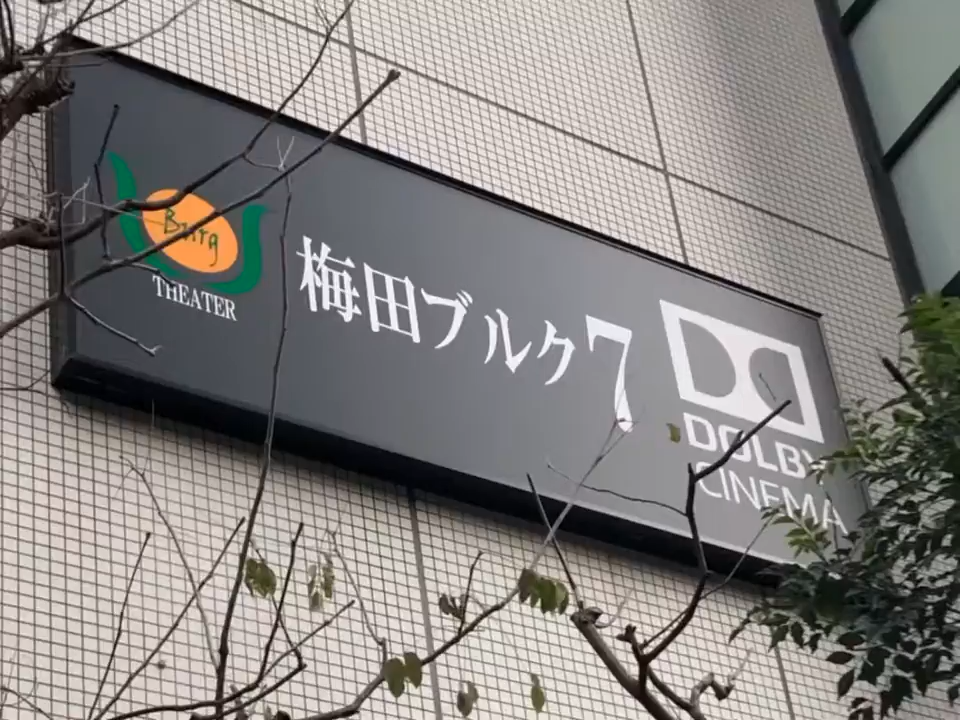 Burg
THEATER
梅田ブルク7
DOLBY
CINEMA